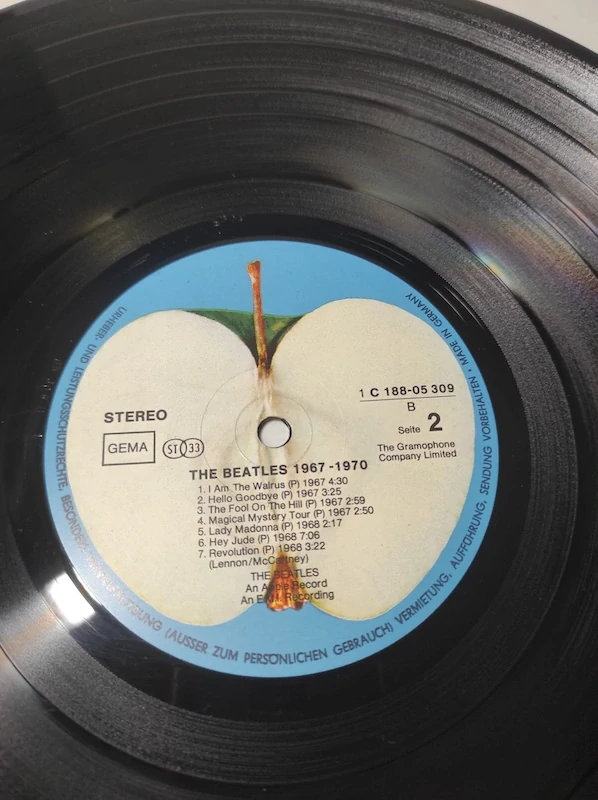 STEREO
GEMA
ST 33
1 C 188-05 309
B
Seite 2
The Gramophone
Company Limited
THE BEATLES 1967 -1970
1. I Am The Walrus (P) 1967 4:30
2. Hello Goodbye (P) 1967 3:25
3. The Fool On The Hill (P) 1967 2:59
4. Magical Mystery Tour (P) 1967 2:50
5. Lady Madonna (P) 1968 2:17
6. Hey Jude (P) 1968 7:06
7. Revolution (P) 1968 3:22
(Lennon/McCartney)
THE BEATLES
An Apple Record
An E.M.I. Recording
URHEBER- UND LEISTUNGSSCHUTZRECHTE, BESONDERS (AUSSER ZUM PERSÖNLICHEN GEBRAUCH) VERMIETUNG, AUFFÜHRUNG, SENDUNG VORBEHALTEN • MADE IN GERMANY